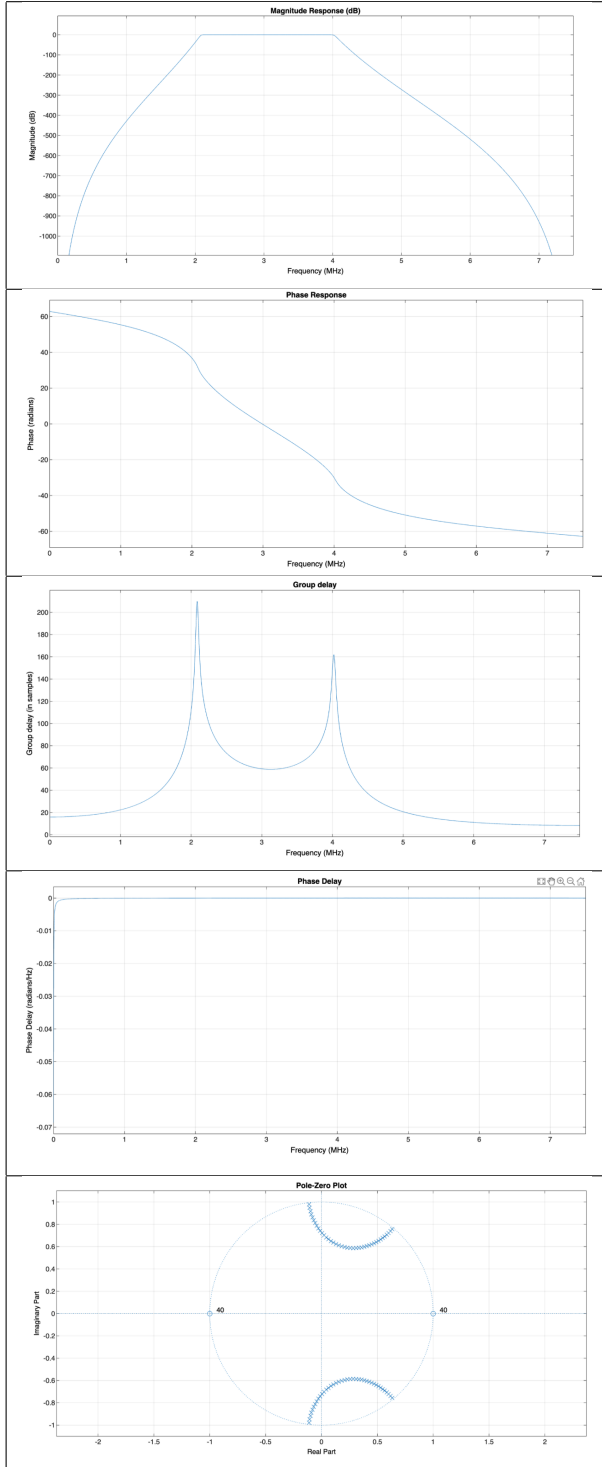 Magnitude Response (dB)
0
-100
-200
-300
-400
-500
-600
-700
-800
-900
-1000
Magnitude (dB)
0 1 2 3 4 5 6 7
Frequency (MHz)
Phase Response
60
40
20
0
-20
-40
-60
Phase (radians)
0 1 2 3 4 5 6 7
Frequency (MHz)
Group delay
200
180
160
140
120
100
80
60
40
20
0
Group delay (in samples)
0 1 2 3 4 5 6 7
Frequency (MHz)
Phase Delay
0
-0.01
-0.02
-0.03
-0.04
-0.05
-0.06
-0.07
Phase Delay (radians/Hz)
0 1 2 3 4 5 6 7
Frequency (MHz)
Pole-Zero Plot
1
0.8
0.6
0.4
0.2
0
-0.2
-0.4
-0.6
-0.8
-1
Imaginary Part
40 40
-2 -1.5 -1 -0.5 0 0.5 1 1.5 2
Real Part